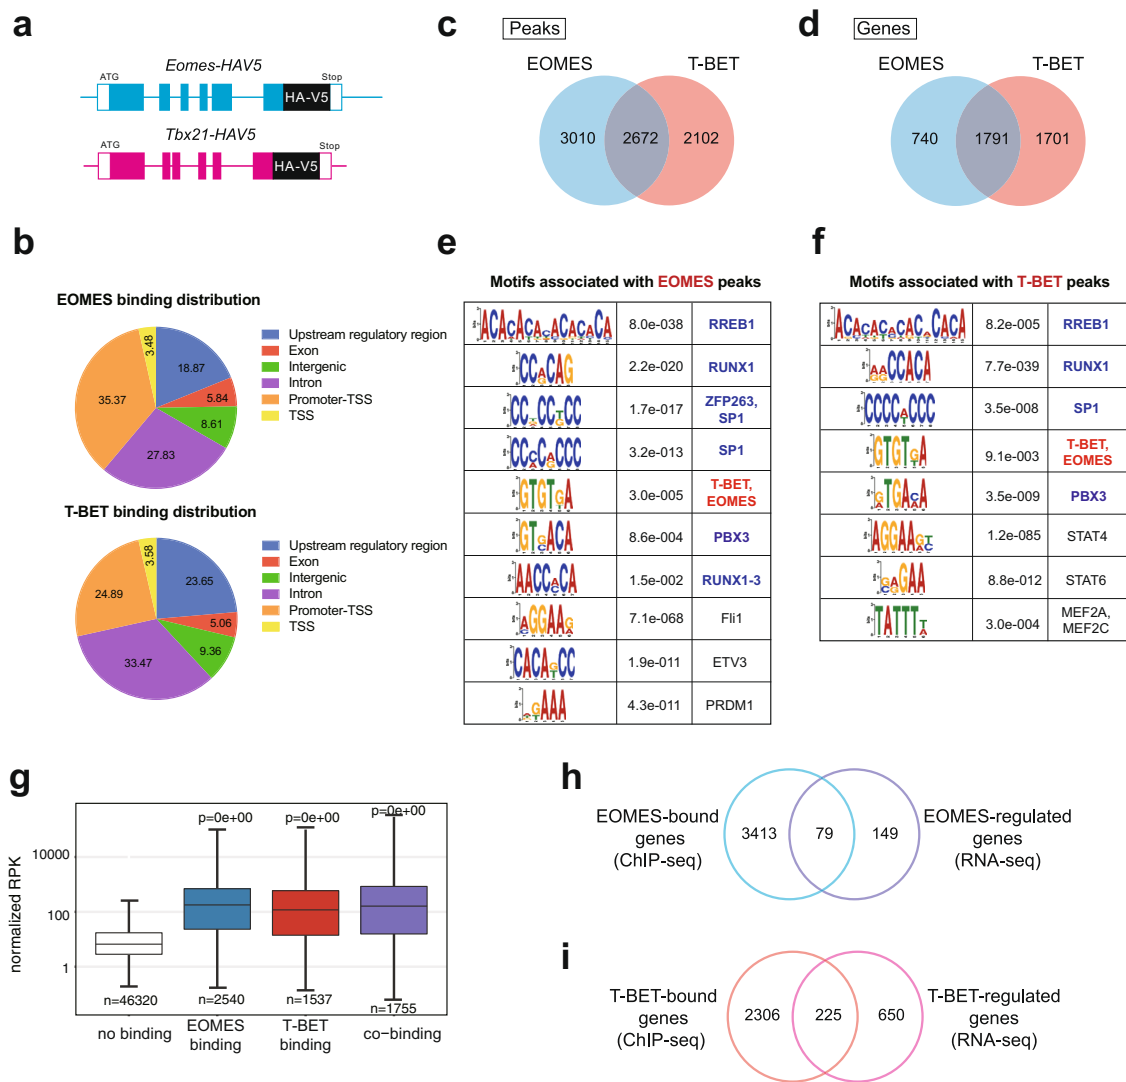 a
Eomes-HAV5
ATG
Stop
HA-V5
Tbx21-HAV5
ATG
Stop
HA-V5
b
EOMES binding distribution
3.48
18.87
5.84
8.61
27.83
35.37
Upstream regulatory region
Exon
Intergenic
Intron
Promoter-TSS
TSS
T-BET binding distribution
3.58
23.65
5.06
9.36
33.47
24.89
Upstream regulatory region
Exon
Intergenic
Intron
Promoter-TSS
TSS
c
Peaks
EOMES
T-BET
3010
2672
2102
d
Genes
EOMES
T-BET
740
1791
1701
e
Motifs associated with EOMES peaks
8.0e-038 RREB1
2.2e-020 RUNX1
1.7e-017 ZFP263,
SP1
3.2e-013 SP1
3.0e-005 T-BET,
EOMES
8.6e-004 PBX3
1.5e-002 RUNX1-3
7.1e-068 Fli1
1.9e-011 ETV3
4.3e-011 PRDM1
f
Motifs associated with T-BET peaks
8.2e-005 RREB1
7.7e-039 RUNX1
3.5e-008 SP1
9.1e-003 T-BET,
EOMES
3.5e-009 PBX3
1.2e-085 STAT4
8.8e-012 STAT6
3.0e-004 MEF2A,
MEF2C
g
normalized RPK
10000
100
1
p=0e+00
p=0e+00
p=0e+00
n=46320
n=2540
n=1537
n=1755
no binding
EOMES
binding
T-BET
binding
co-binding
h
EOMES-bound
genes
(ChIP-seq)
3413
79
149
EOMES-regulated
genes
(RNA-seq)
i
T-BET-bound
genes
(ChIP-seq)
2306
225
650
T-BET-regulated
genes
(RNA-seq)